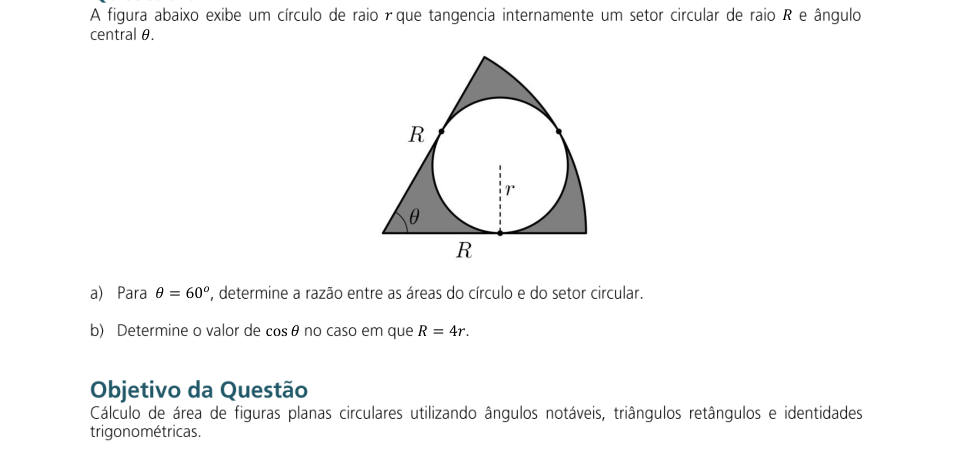 A figura abaixo exibe um círculo de raio r que tangencia internamente um setor circular de raio R e ângulo
central θ.
R
r
θ
R
a) Para θ = 60º, determine a razão entre as áreas do círculo e do setor circular.
b) Determine o valor de cos θ no caso em que R = 4r.
Objetivo da Questão
Cálculo de área de figuras planas circulares utilizando ângulos notáveis, triângulos retângulos e identidades
trigonométricas.